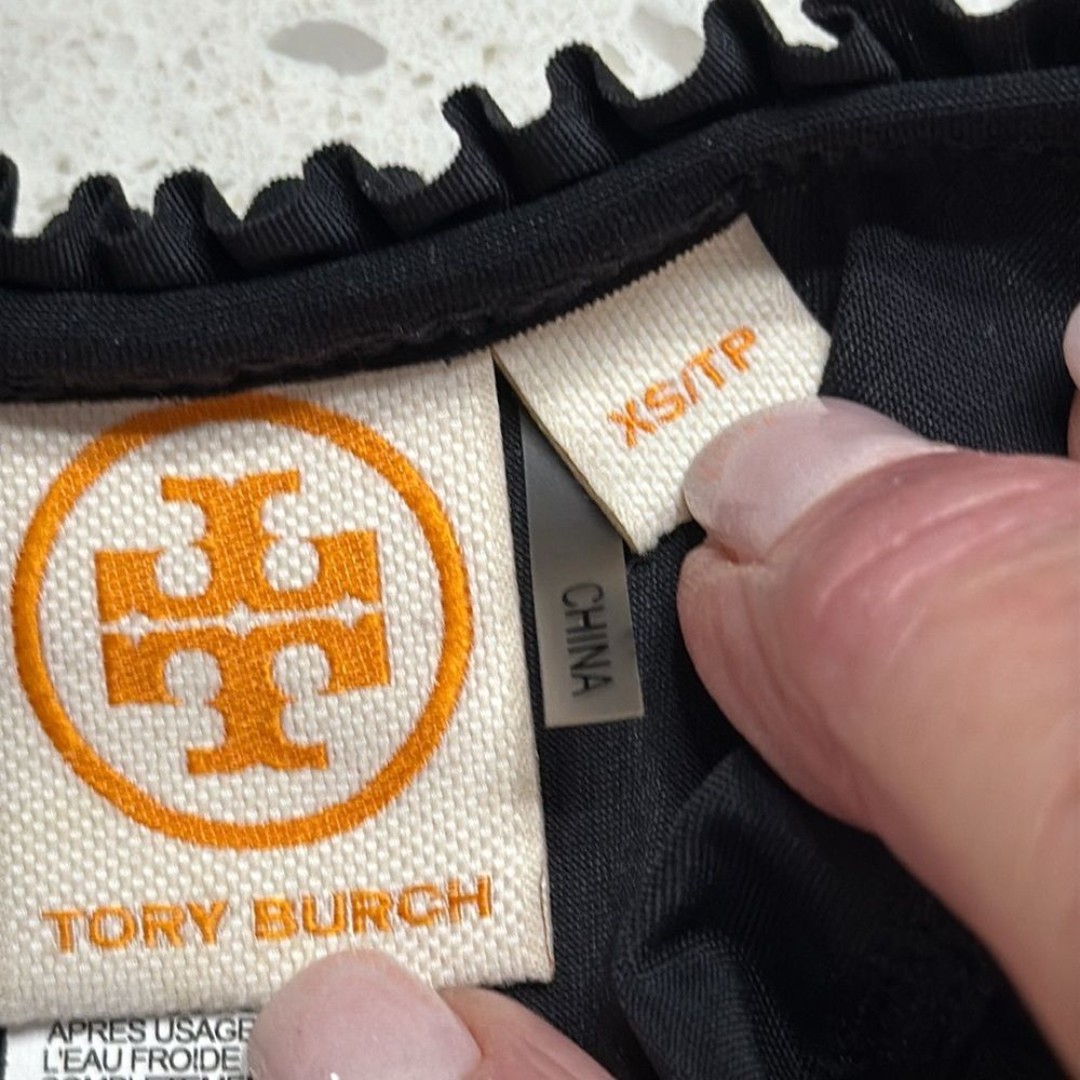 TORY BURCH
XS/TP
CHINA
APRES USAGE
L'EAU FROIDE